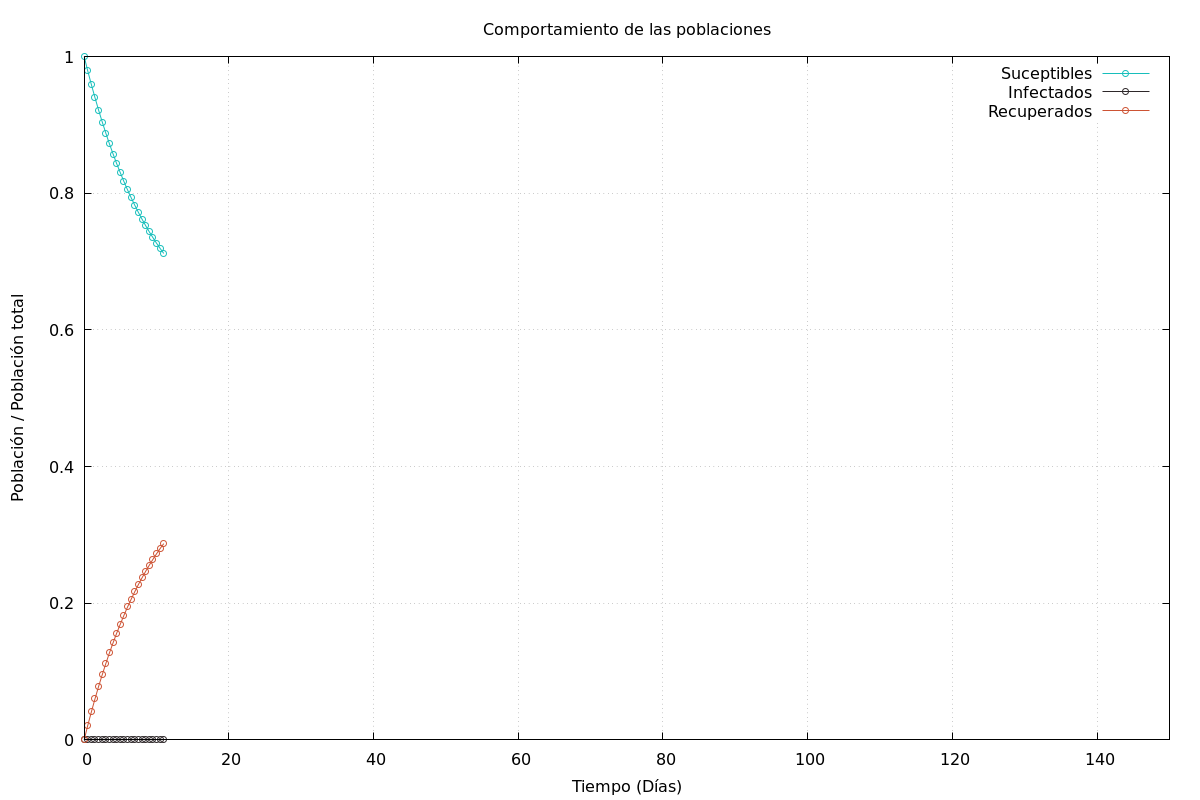 Comportamiento de las poblaciones
Suceptibles
Infectados
Recuperados
Población / Población total
1
0.8
0.6
0.4
0.2
0
0 20 40 60 80 100 120 140
Tiempo (Días)